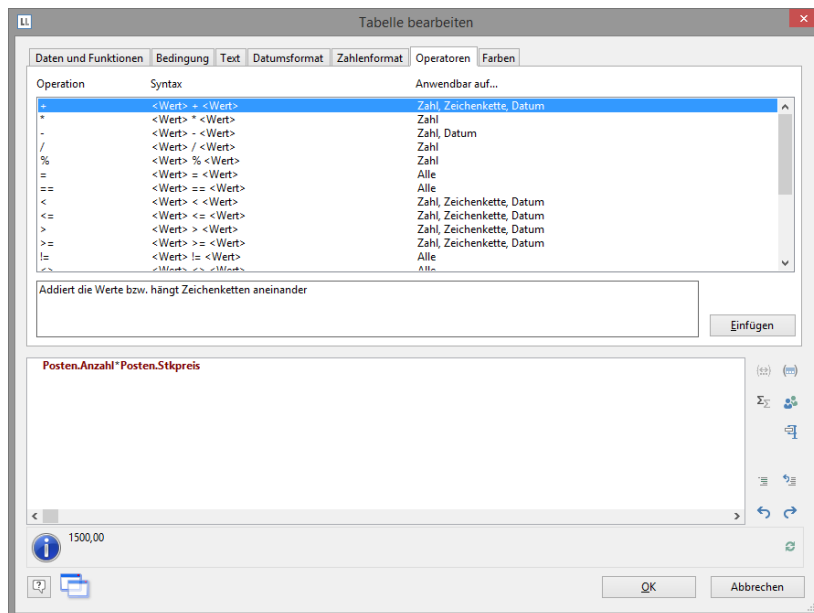 LL
Tabelle bearbeiten
Daten und Funktionen Bedingung Text Datumsformat Zahlenformat Operatoren Farben
Operation Syntax Anwendbar auf...
+ <Wert> + <Wert> Zahl, Zeichenkette, Datum
* <Wert> * <Wert> Zahl
- <Wert> - <Wert> Zahl, Datum
/ <Wert> / <Wert> Zahl
% <Wert> % <Wert> Zahl
= <Wert> = <Wert> Alle
== <Wert> == <Wert> Alle
< <Wert> < <Wert> Zahl, Zeichenkette, Datum
<= <Wert> <= <Wert> Zahl, Zeichenkette, Datum
> <Wert> > <Wert> Zahl, Zeichenkette, Datum
>= <Wert> >= <Wert> Zahl, Zeichenkette, Datum
!= <Wert> != <Wert> Alle
<> <Wert> <> <Wert> Alle
Addiert die Werte bzw. hängt Zeichenketten aneinander
Einfügen
Posten.Anzahl*Posten.Stkpreis
1500,00
OK Abbrechen